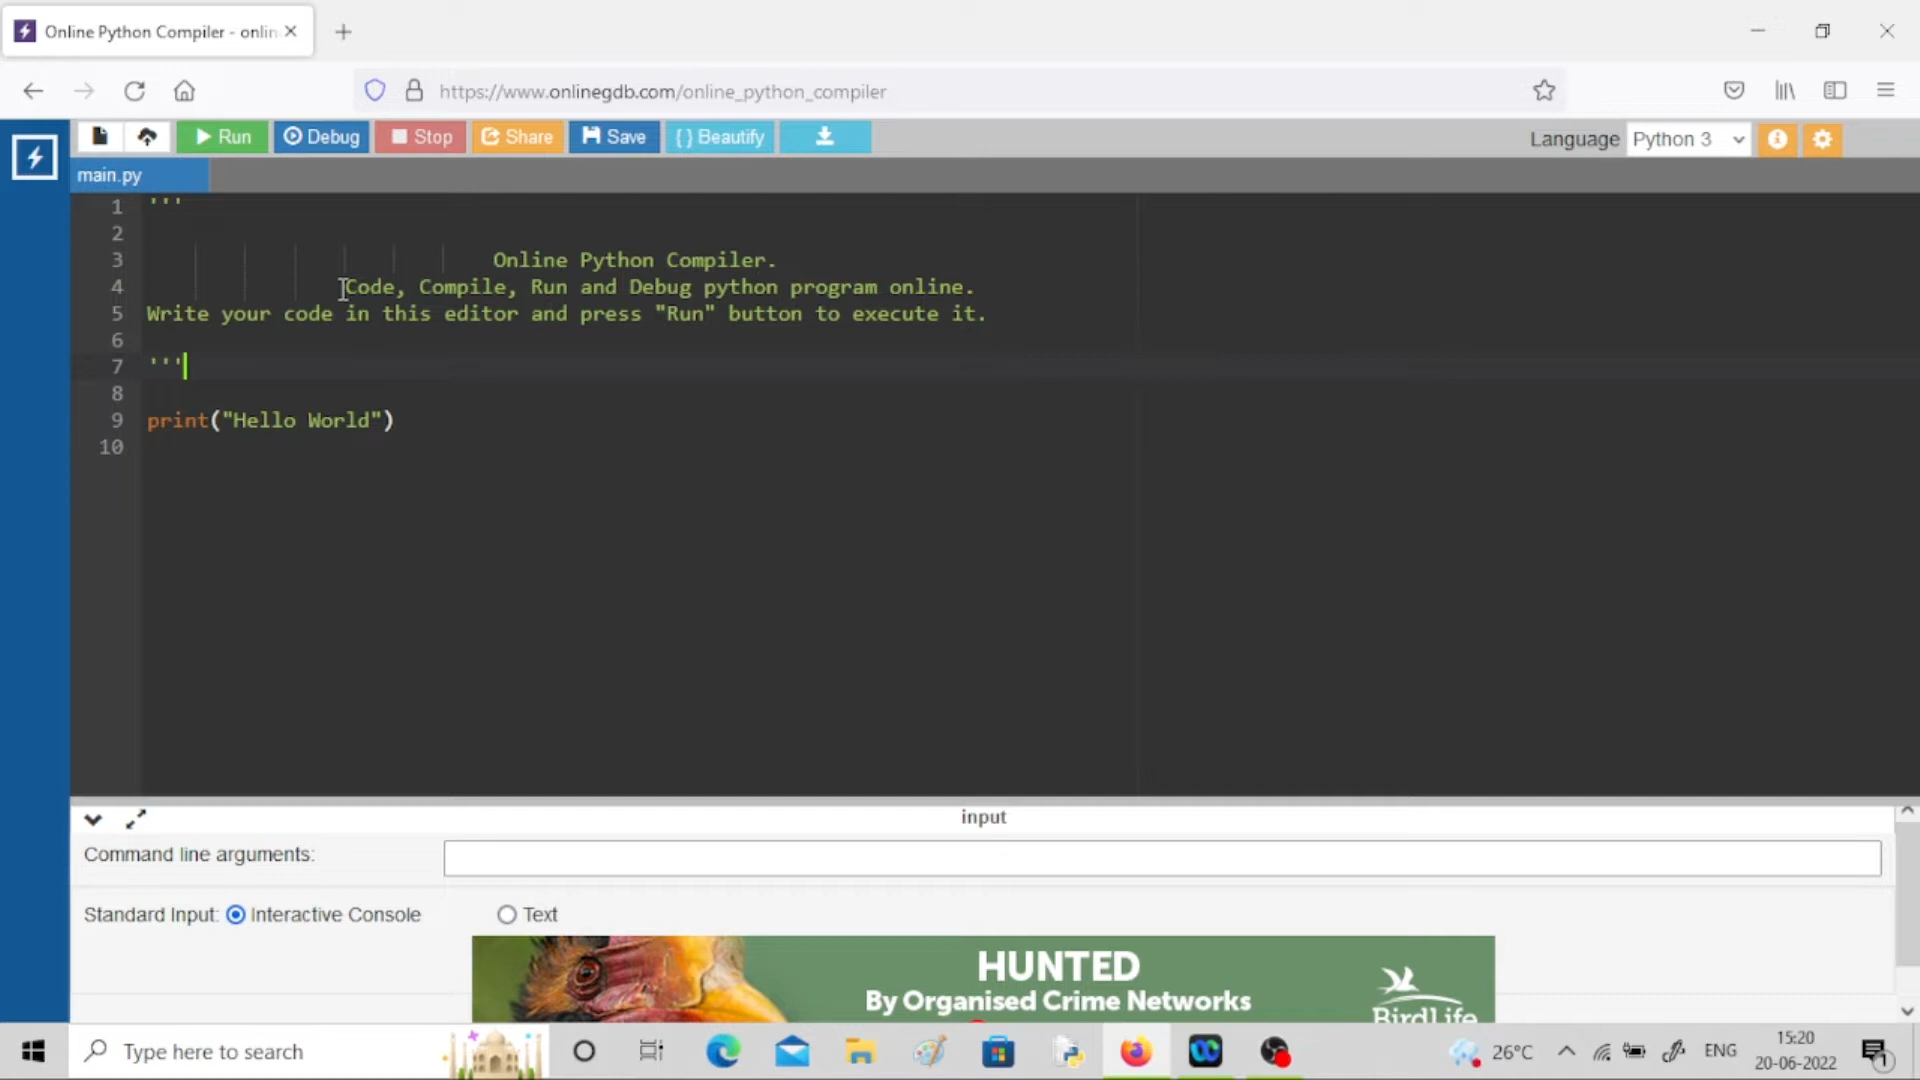 Online Python Compiler - onlin
https://www.onlinegdb.com/online_python_compiler
Run Debug Stop Share Save { } Beautify
Language Python 3
main.py
1 '''
2
3 Online Python Compiler.
4 Code, Compile, Run and Debug python program online.
5 Write your code in this editor and press "Run" button to execute it.
6
7 '''
8
9 print("Hello World")
10
input
Command line arguments:
Standard Input: Interactive Console Text
HUNTED
By Organised Crime Networks
BirdLife
Type here to search
26°C ENG 15:20
20-06-2022
1